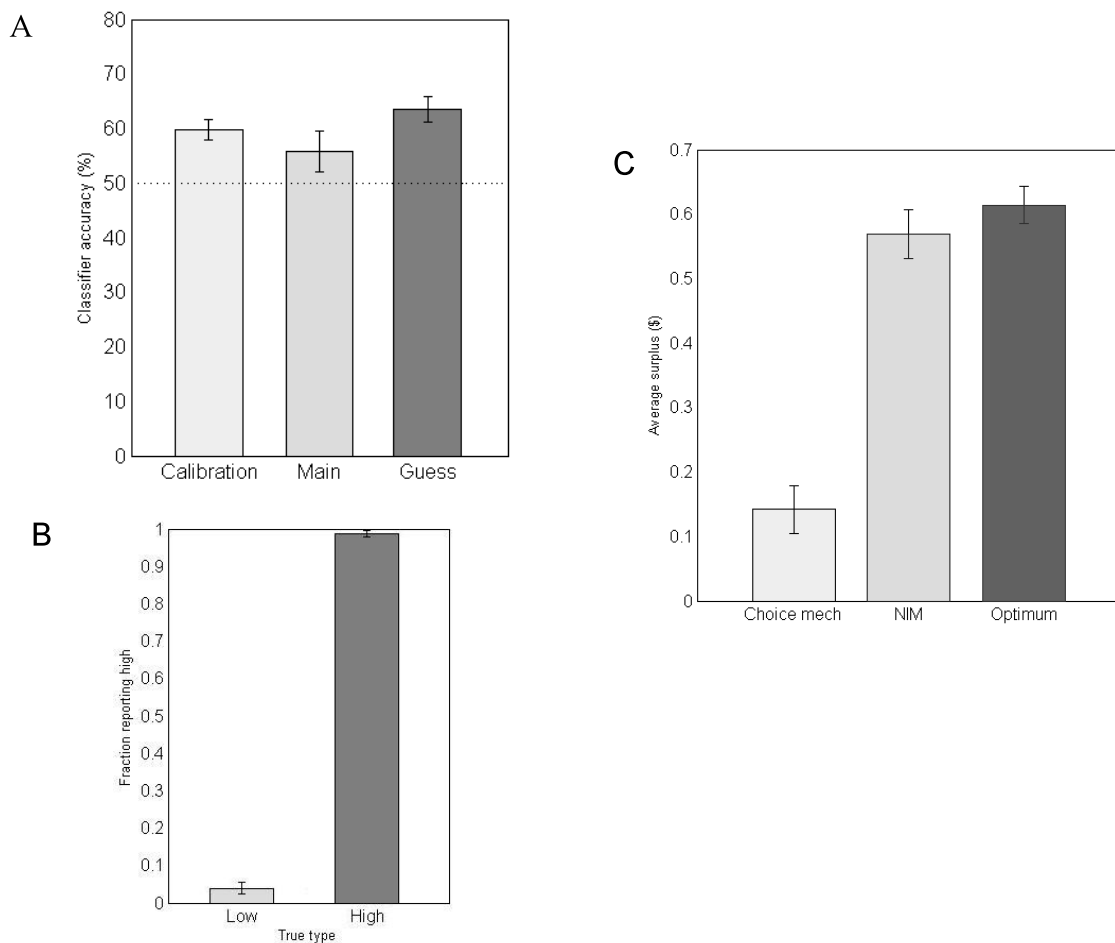 A
Classifier accuracy (%)
80
70
60
50
40
30
20
10
0
Calibration Main Guess
B
Fraction reporting high
1
0.9
0.8
0.7
0.6
0.5
0.4
0.3
0.2
0.1
0
Low High
True type
C
Average surplus ($)
0.7
0.6
0.5
0.4
0.3
0.2
0.1
0
Choice mech NIM Optimum